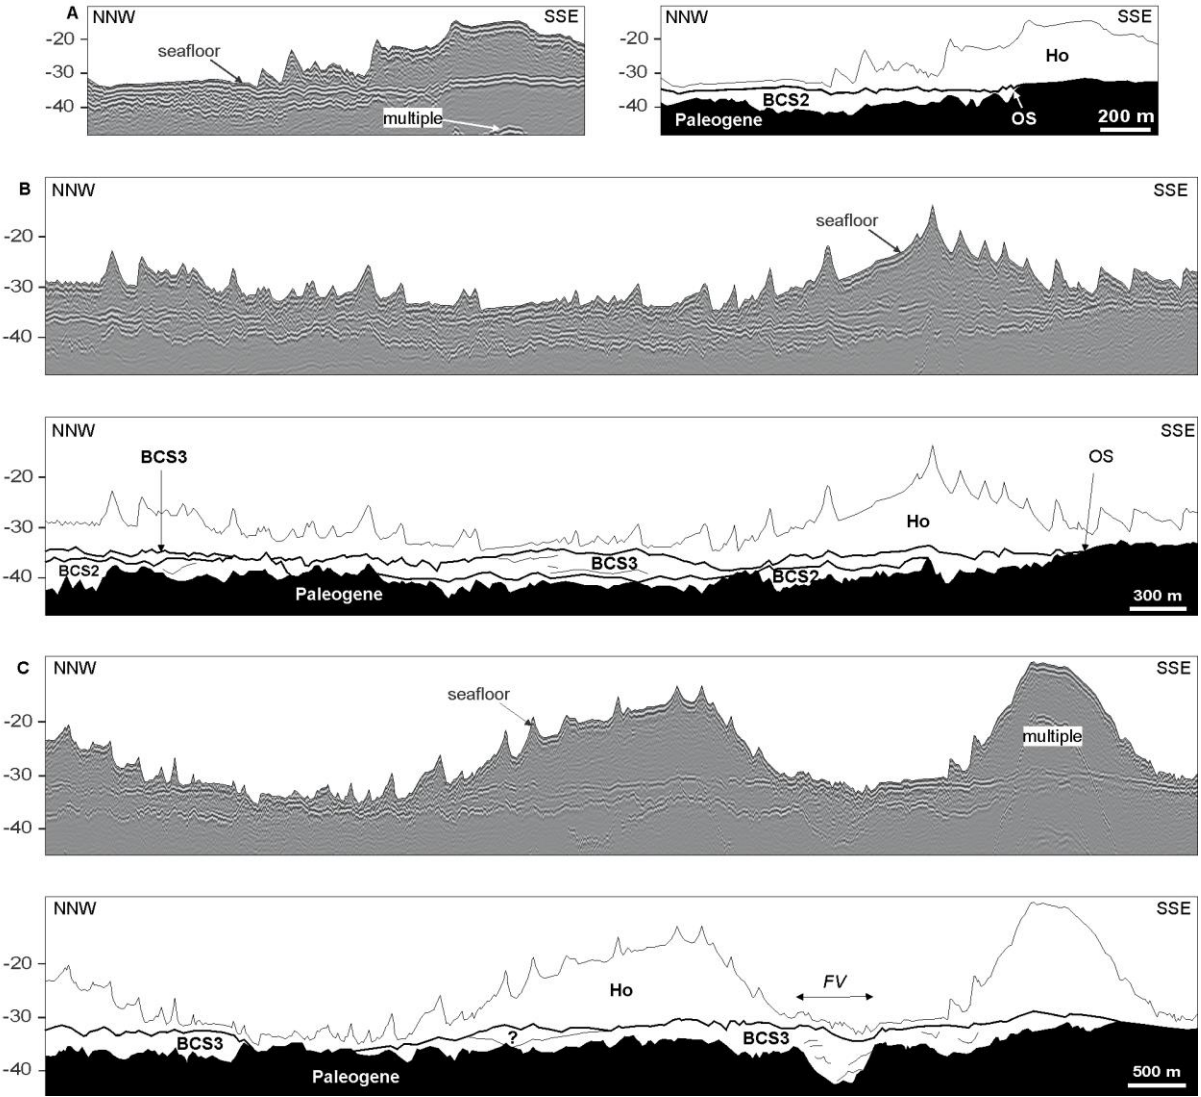 A NNW SSE NNW SSE
-20 seafloor -20 Ho
-30 -30
-40 multiple -40 BCS2
Paleogene OS 200 m
B NNW SSE
seafloor
-20
-30
-40
NNW SSE
BCS3 OS
-20
-30 Ho
BCS3
-40 BCS2 BCS2
Paleogene 300 m
C NNW SSE
seafloor
-20
multiple
-30
-40
NNW SSE
-20 FV
Ho
-30
BCS3 ? BCS3
-40 Paleogene 500 m